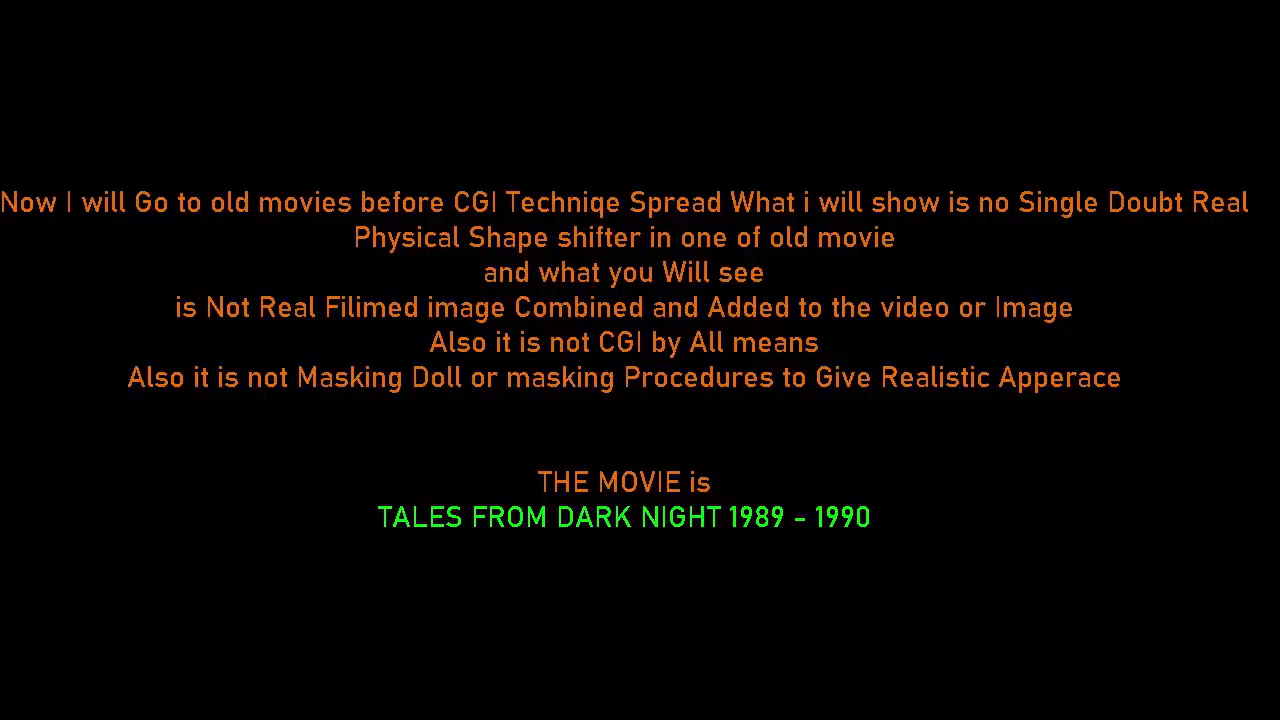 Now I will Go to old movies before CGI Techniqe Spread What i will show is no Single Doubt Real
Physical Shape shifter in one of old movie
and what you Will see
is Not Real Filimed image Combined and Added to the video or Image
Also it is not CGI by All means
Also it is not Masking Doll or masking Procedures to Give Realistic Apperace
THE MOVIE is
TALES FROM DARK NIGHT 1989 - 1990